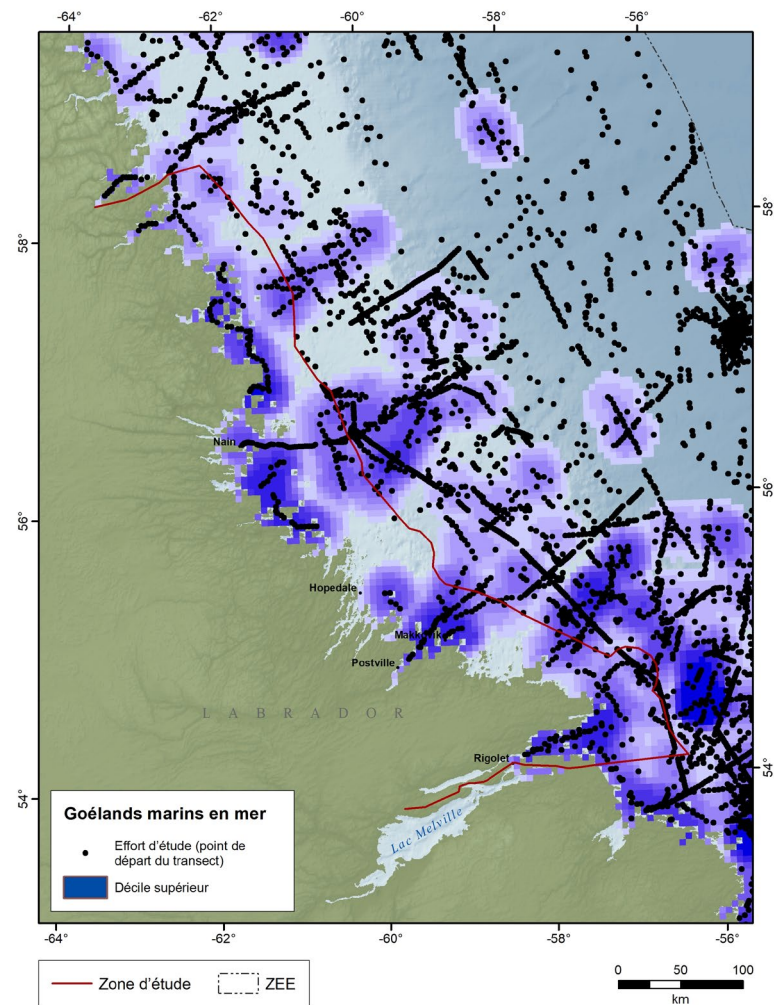 -64° -62° -60° -58° -56°
58°
58°
56°
56°
54°
54°
Nain
Hopedale
Makkovik
Postville
LABRADOR
Rigolet
Lac Melville
Goélands marins en mer
Effort d'étude (point de
départ du transect)
Décile supérieur
-64° -62° -60° -58° -56°
Zone d'étude
ZEE
0 50 100
km